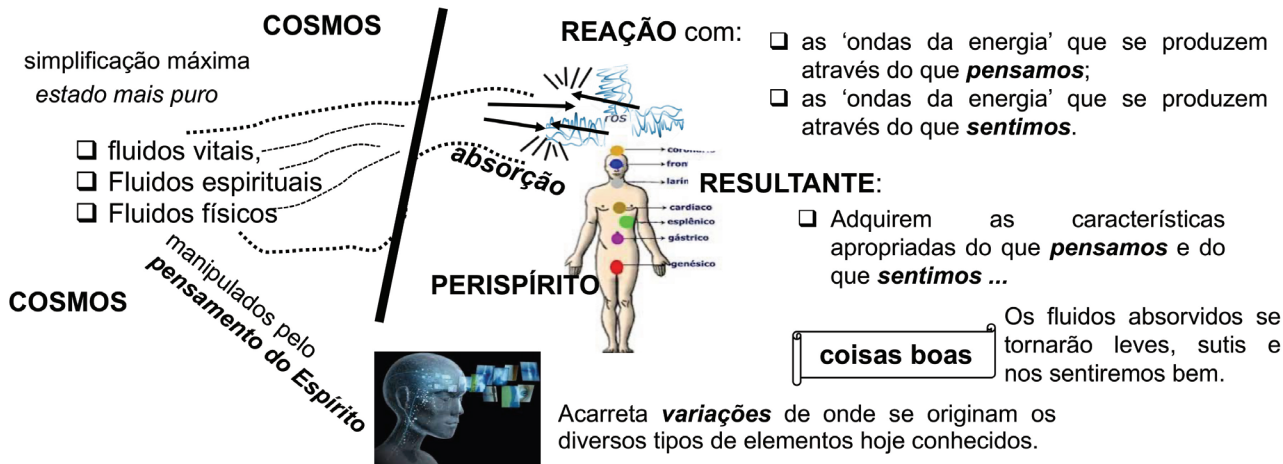 COSMOS
simplificação máxima
estado mais puro
❑ fluidos vitais,
❑ Fluidos espirituais
❑ Fluidos físicos
manipulados pelo
pensamento do Espírito
COSMOS
absorção
PERISPÍRITO
REAÇÃO com:
❑ as ‘ondas da energia’ que se produzem
através do que pensamos;
❑ as ‘ondas da energia’ que se produzem
através do que sentimos.
ros
fron
larin
cardíaco
esplênico
gástrico
genésico
RESULTANTE:
❑ Adquirem as características
apropriadas do que pensamos e do
que sentimos ...
coisas boas
Os fluidos absorvidos se
tornarão leves, sutis e
nos sentiremos bem.
Acarreta variações de onde se originam os
diversos tipos de elementos hoje conhecidos.